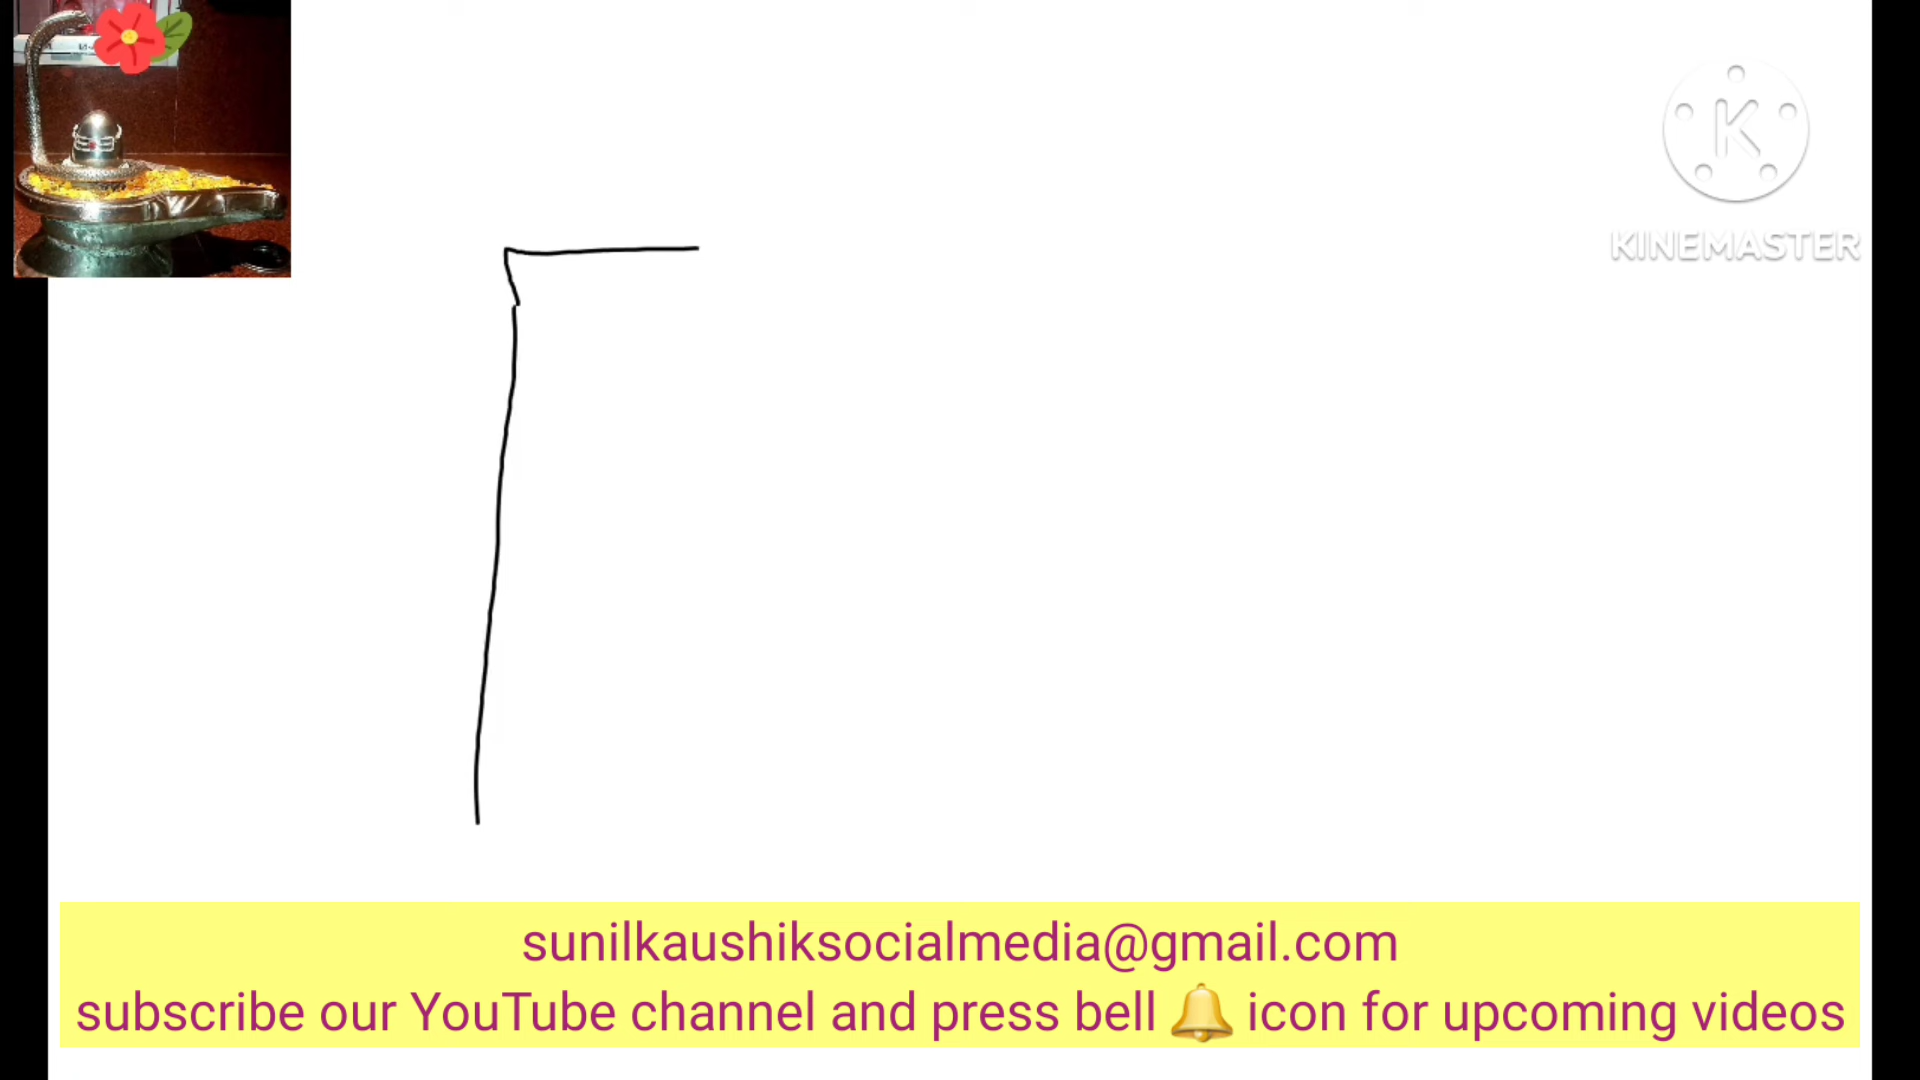 K
KINEMASTER
sunilkaushiksocialmedia@gmail.com
subscribe our YouTube channel and press bell 🔔 icon for upcoming videos